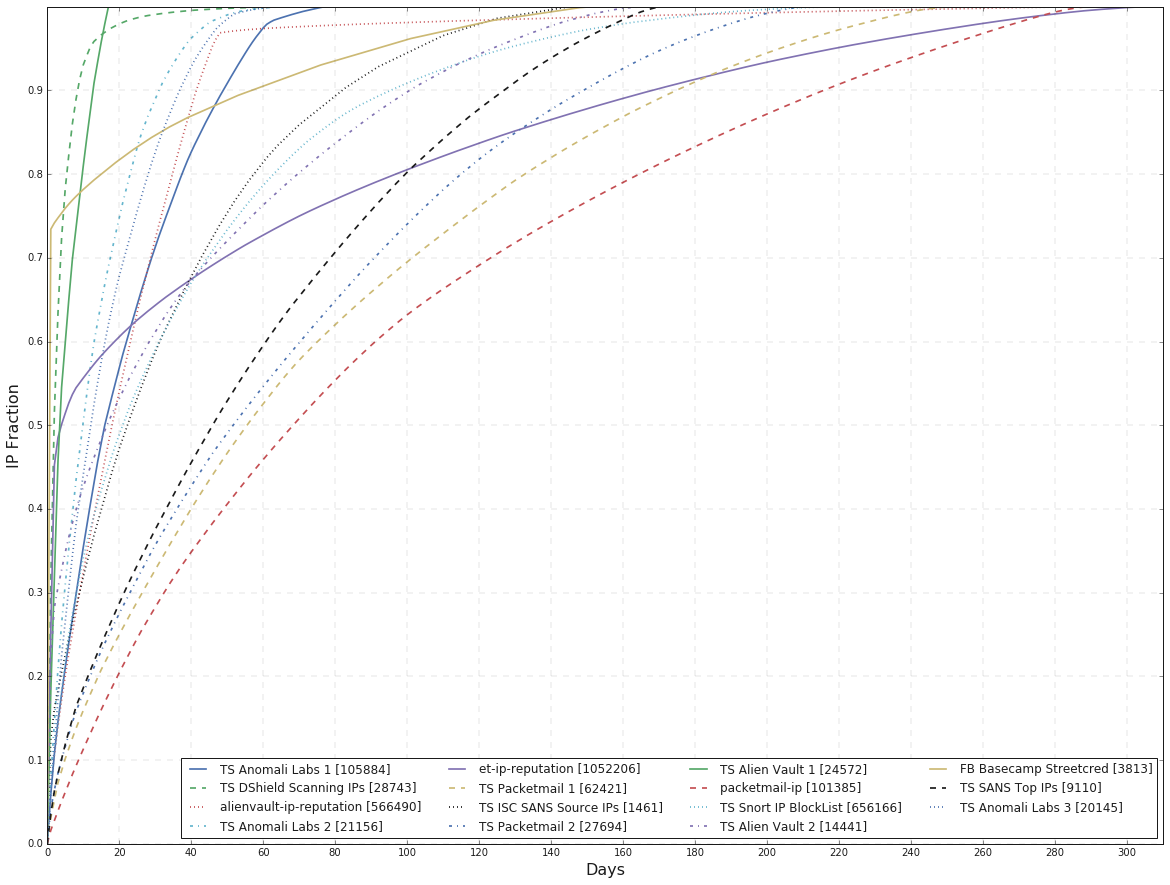 0.9
0.8
0.7
0.6
0.5
0.4
0.3
0.2
0.1
0.0
IP Fraction
TS Anomali Labs 1 [105884]
TS DShield Scanning IPs [28743]
alienvault-ip-reputation [566490]
TS Anomali Labs 2 [21156]
et-ip-reputation [1052206]
TS Packetmail 1 [62421]
TS ISC SANS Source IPs [1461]
TS Packetmail 2 [27694]
TS Alien Vault 1 [24572]
packetmail-ip [101385]
TS Snort IP BlockList [656166]
TS Alien Vault 2 [14441]
FB Basecamp Streetcred [3813]
TS SANS Top IPs [9110]
TS Anomali Labs 3 [20145]
0 20 40 60 80 100 120 140 160 180 200 220 240 260 280 300
Days